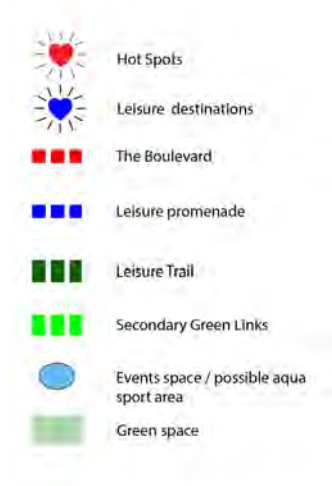 Hot Spots
Leisure destinations
The Boulevard
Leisure promenade
Leisure Trail
Secondary Green Links
Events space / possible aqua
sport area
Green space